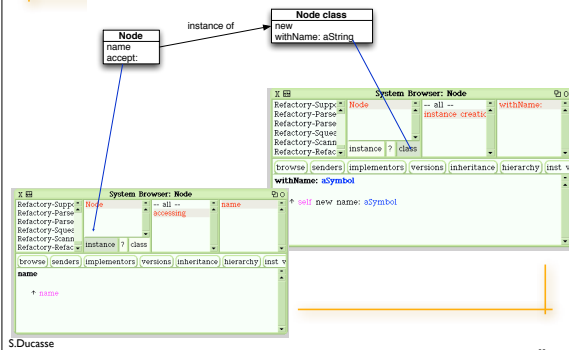 Node class
new
withName: aString
instance of
Node
name
accept:
System Browser: Node
Refactory-Suppo
Refactory-Parse
Refactory-Parse
Refactory-Squea
Refactory-Scann
Refactory-Refac
Node
instance ? class
-- all --
instance creatic
withName:
browse senders implementors versions inheritance hierarchy inst v
withName: aSymbol
↑ self new name: aSymbol
System Browser: Node
Refactory-Suppo
Refactory-Parse
Refactory-Parse
Refactory-Squea
Refactory-Scann
Refactory-Refac
Node
instance ? class
-- all --
accessing
name
browse senders implementors versions inheritance hierarchy inst v
name
↑ name
S.Ducasse